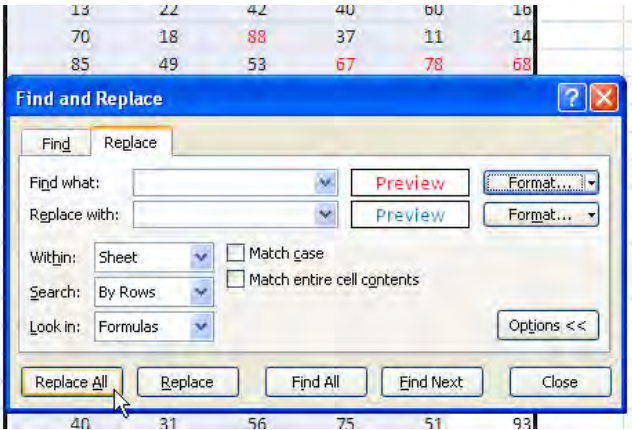 13 22 42 40 60 16
70 18 88 37 11 14
85 49 53 67 78 68
Find and Replace
Find Replace
Find what: Preview Format...
Replace with: Preview Format...
Within: Sheet Match case
Match entire cell contents
Search: By Rows
Look in: Formulas Options <<
Replace All Replace Find All Find Next Close
40 31 56 75 51 93